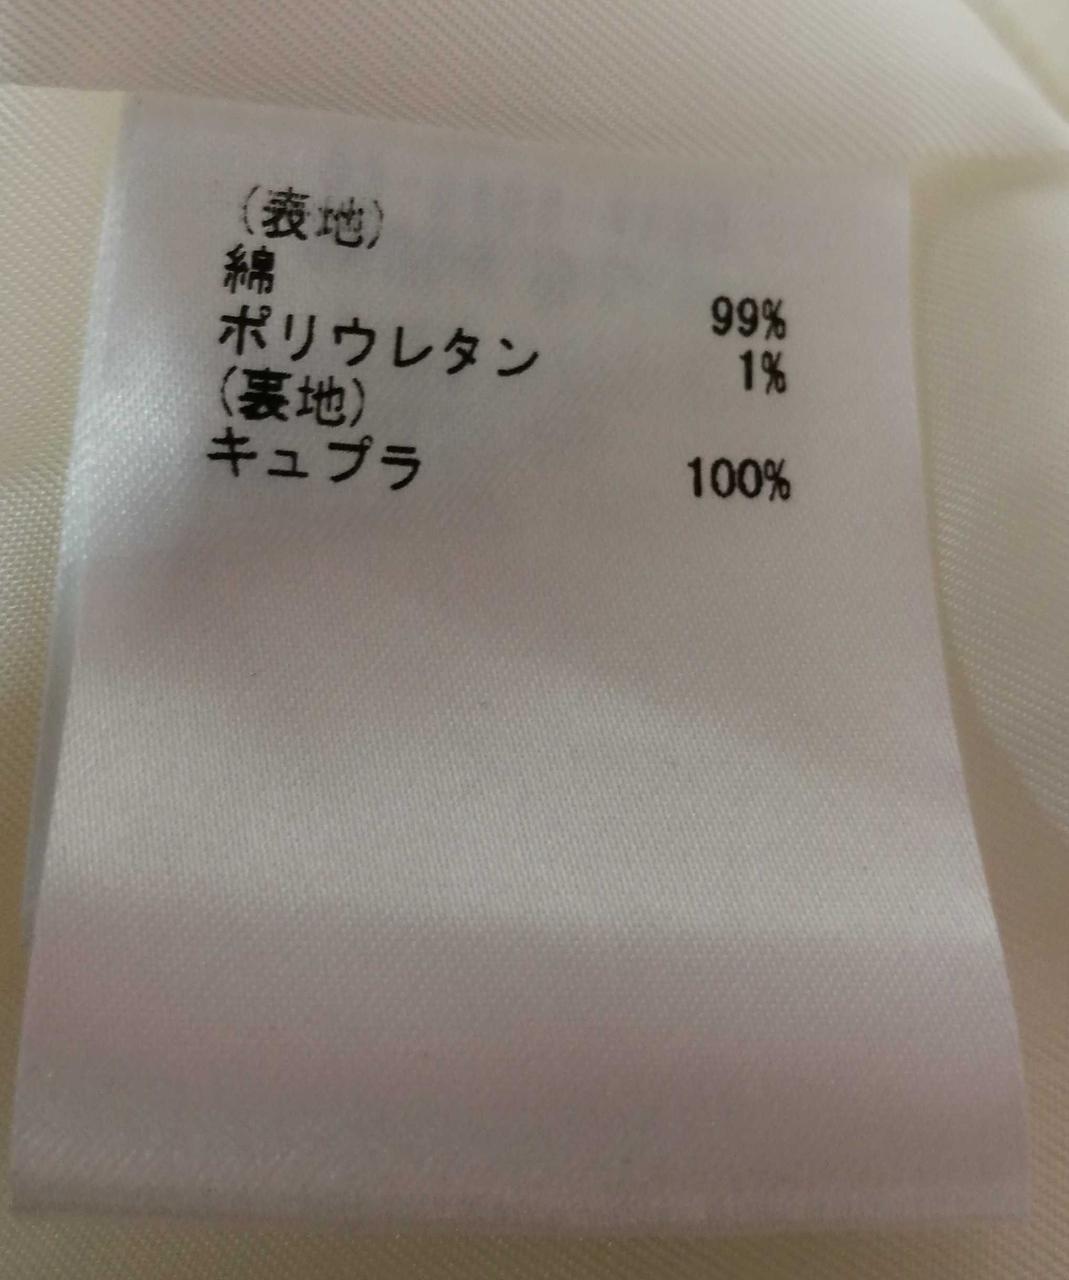 (表地)
綿 99%
ポリウレタン 1%
(裏地)
キュプラ 100%